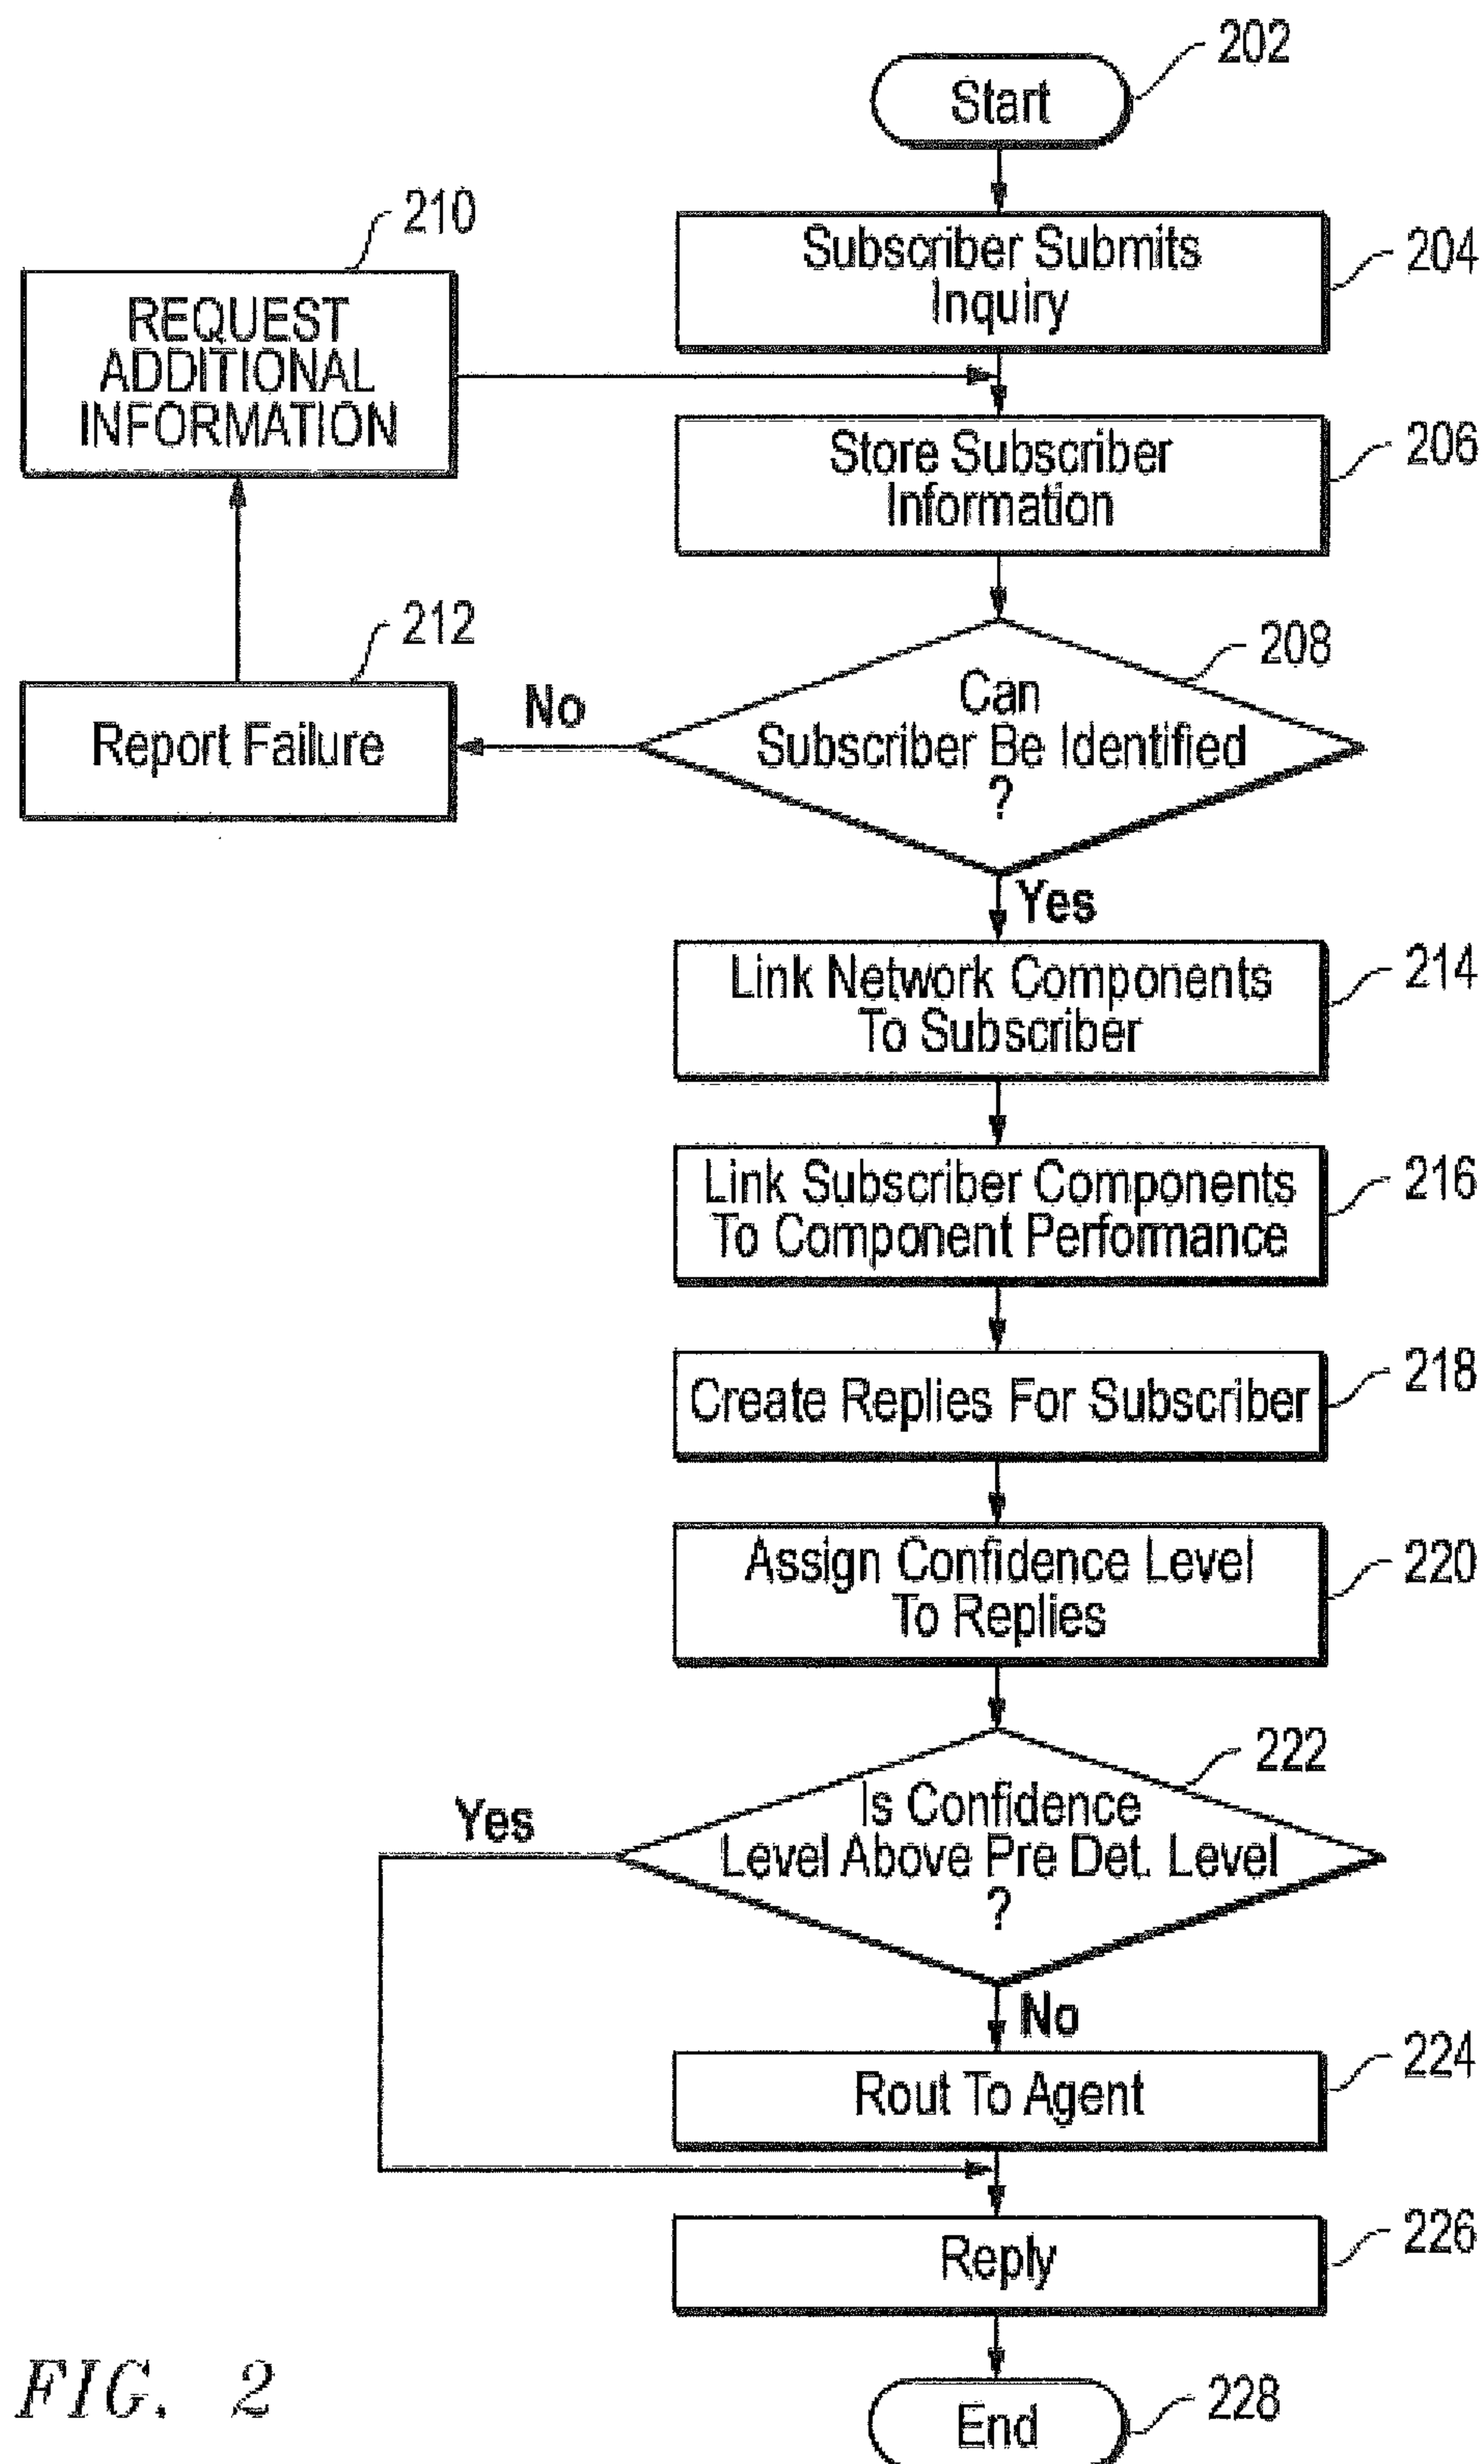 202
Start
210
Subscriber Submits
Inquiry
204
REQUEST
ADDITIONAL
INFORMATION
Store Subscriber
Information
206
212
208
Can
Subscriber Be Identified
?
No
Report Failure
Yes
Link Network Components
To Subscriber
214
Link Subscriber Components
To Component Performance
216
Create Replies For Subscriber
218
Assign Confidence Level
To Replies
220
222
Is Confidence
Level Above Pre Det. Level
?
Yes
No
Rout To Agent
224
Reply
226
End
228
FIG. 2